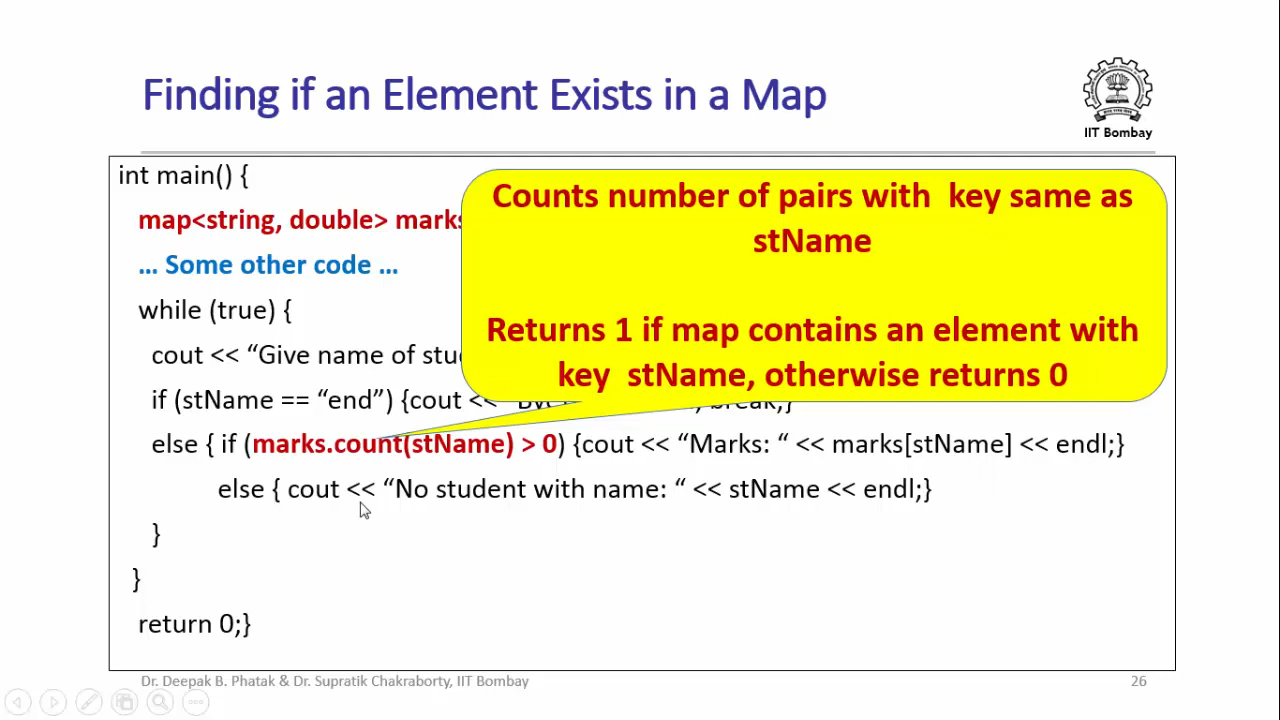 Finding if an Element Exists in a Map
IIT Bombay
int main() {
map<string, double> marks
Counts number of pairs with key same as
stName
… Some other code …
while (true) {
Returns 1 if map contains an element with
key stName, otherwise returns 0
cout << “Give name of
if (stName == “end”) {cout << break;}
else { if (marks.count(stName) > 0) {cout << “Marks: “ << marks[stName] << endl;}
else { cout << “No student with name: “ << stName << endl;}
}
}
return 0;}
Dr. Deepak B. Phatak & Dr. Supratik Chakraborty, IIT Bombay
26